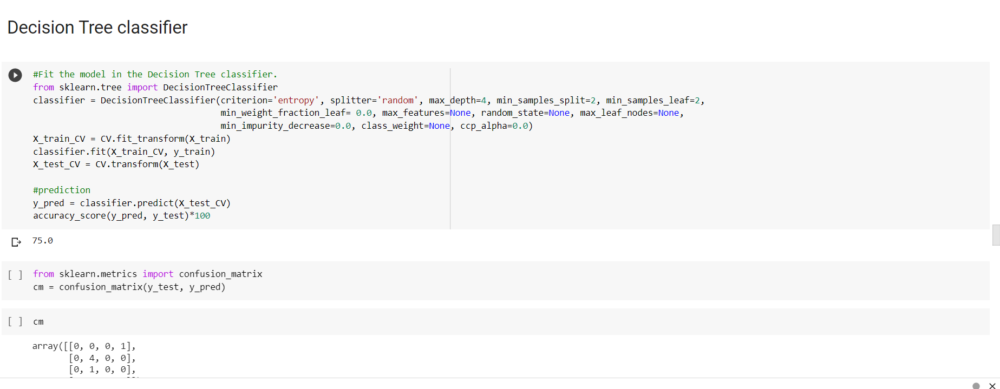 Decision Tree classifier
#Fit the model in the Decision Tree classifier.
from sklearn.tree import DecisionTreeClassifier
classifier = DecisionTreeClassifier(criterion='entropy', splitter='random', max_depth=4, min_samples_split=2, min_samples_leaf=2,
min_weight_fraction_leaf= 0.0, max_features=None, random_state=None, max_leaf_nodes=None,
min_impurity_decrease=0.0, class_weight=None, ccp_alpha=0.0)
X_train_CV = CV.fit_transform(X_train)
classifier.fit(X_train_CV, y_train)
X_test_CV = CV.transform(X_test)
#prediction
y_pred = classifier.predict(X_test_CV)
accuracy_score(y_pred, y_test)*100
75.0
[ ] from sklearn.metrics import confusion_matrix
cm = confusion_matrix(y_test, y_pred)
[ ] cm
array([[0, 0, 0, 1],
[0, 4, 0, 0],
[0, 1, 0, 0],